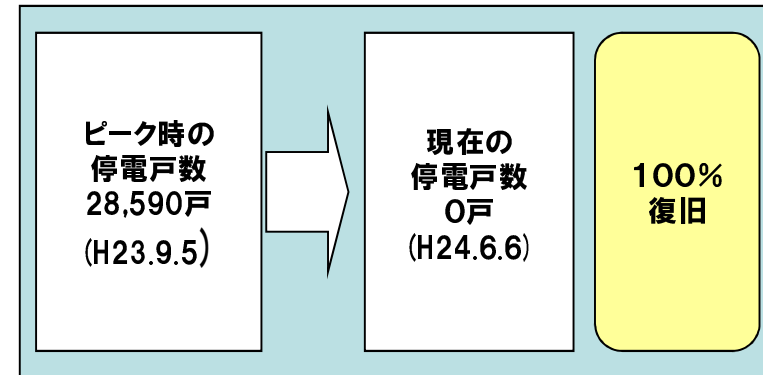 ピーク時の
停電戸数
28,590戸
(H23.9.5)
現在の
停電戸数
0戸
(H24.6.6)
100%
復旧